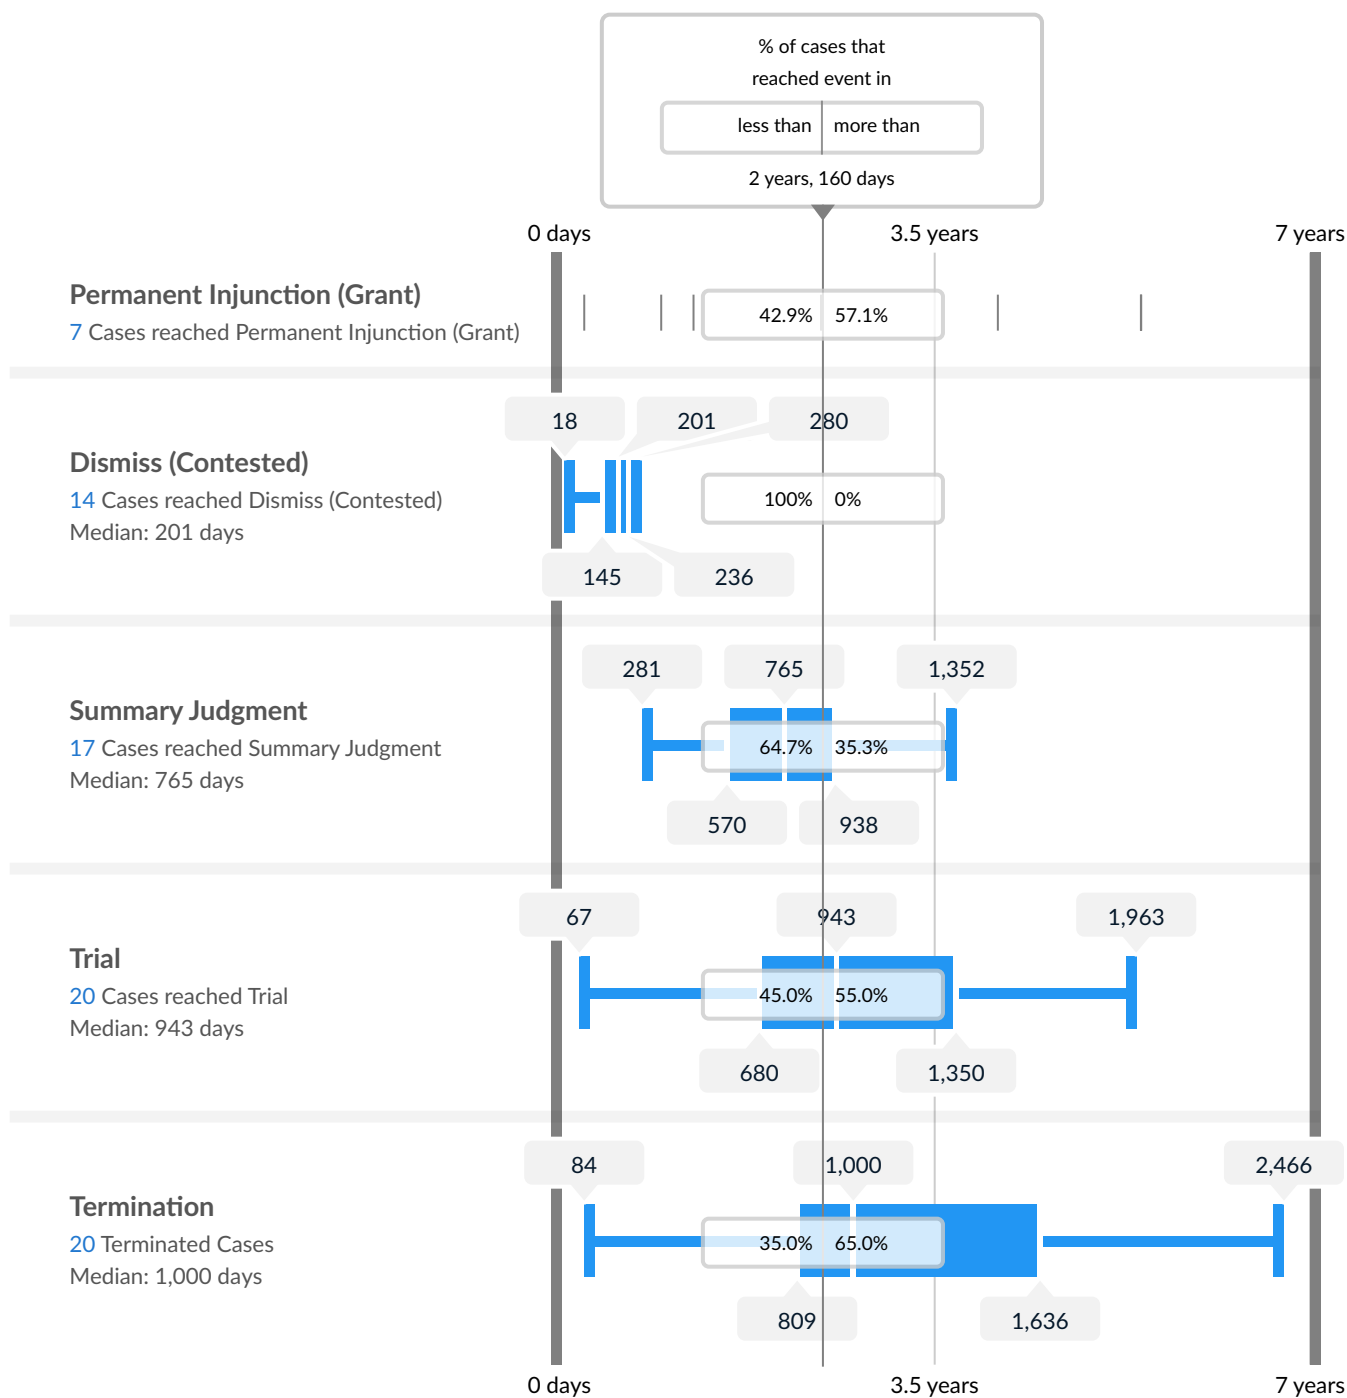 % of cases that
reached event in
less than more than
2 years, 160 days
0 days 3.5 years 7 years
Permanent Injunction (Grant)
7 Cases reached Permanent Injunction (Grant)
42.9% 57.1%
18 201 280
Dismiss (Contested)
14 Cases reached Dismiss (Contested)
Median: 201 days
100% 0%
145 236
281 765 1,352
Summary Judgment
17 Cases reached Summary Judgment
Median: 765 days
64.7% 35.3%
570 938
67 943 1,963
Trial
20 Cases reached Trial
Median: 943 days
45.0% 55.0%
680 1,350
84 1,000 2,466
Termination
20 Terminated Cases
Median: 1,000 days
35.0% 65.0%
809 1,636
0 days 3.5 years 7 years